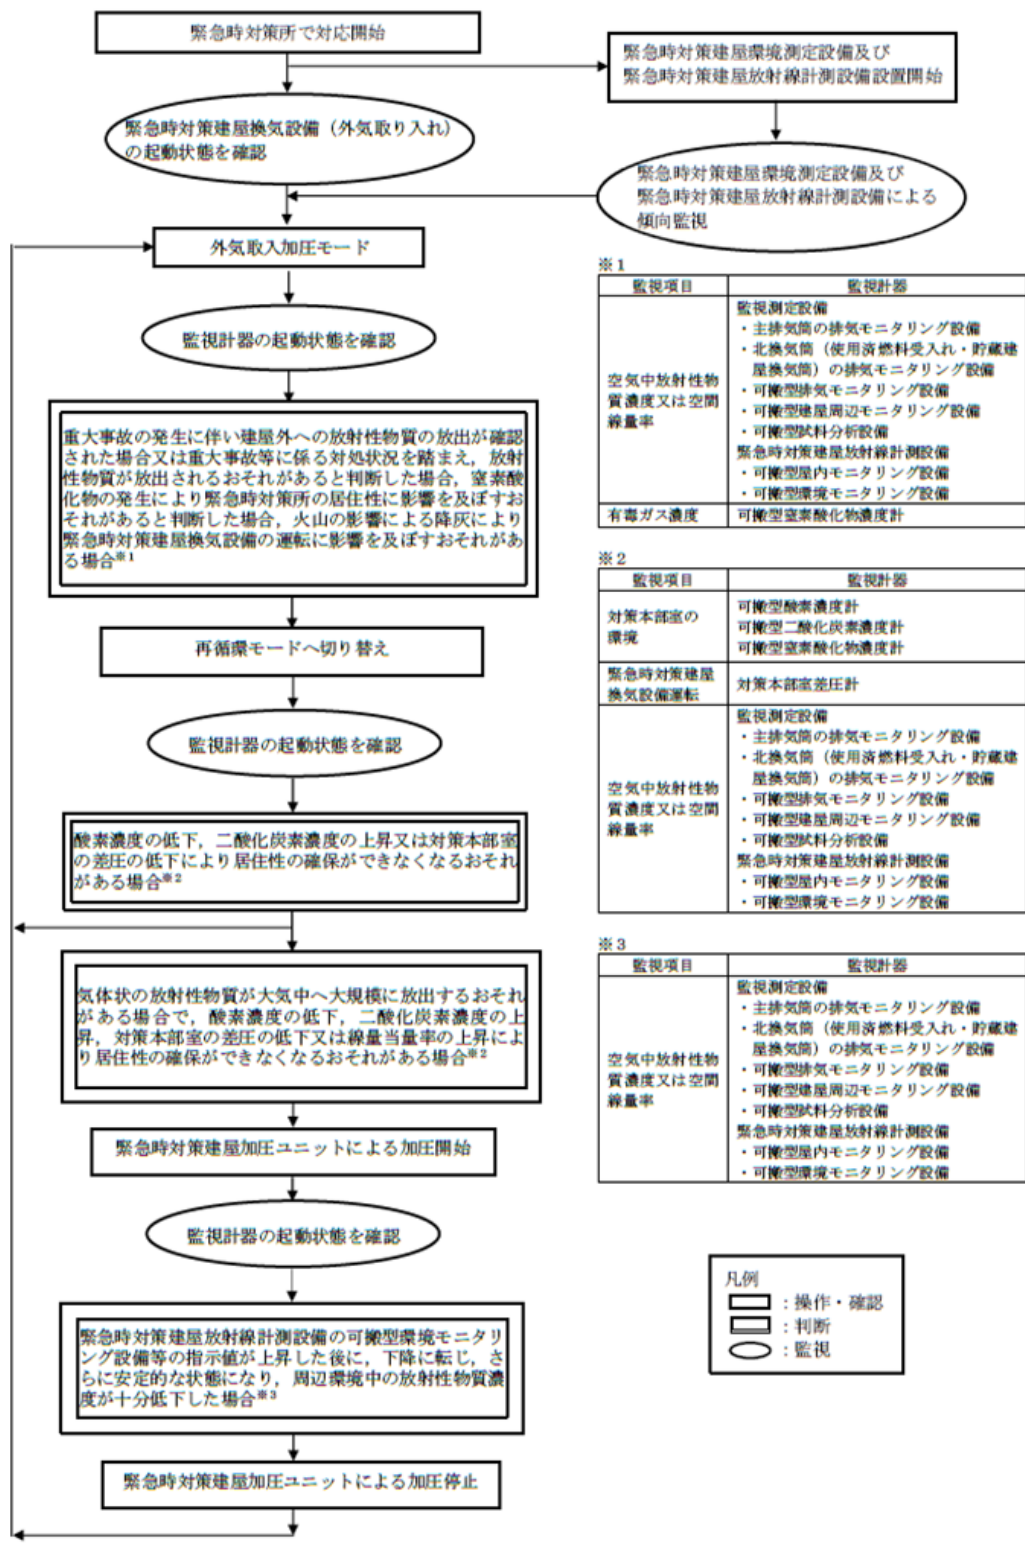 緊急時対策所で対応開始
緊急時対策建屋環境測定設備及び
緊急時対策建屋放射線計測設備設置開始
緊急時対策建屋換気設備（外気取り入れ）
の起動状態を確認
緊急時対策建屋環境測定設備及び
緊急時対策建屋放射線計測設備による
傾向監視
外気取入加圧モード
監視計器の起動状態を確認
重大事故の発生に伴い建屋外への放射性物質の放出が確認
された場合又は重大事故等に係る対処状況を踏まえ，放射
性物質が放出されるおそれがあると判断した場合，窒素酸
化物の発生により緊急時対策所の居住性に影響を及ぼすお
それがあると判断した場合，火山の影響による降灰により
緊急時対策建屋換気設備の運転に影響を及ぼすおそれがあ
る場合※1
再循環モードへ切り替え
監視計器の起動状態を確認
酸素濃度の低下，二酸化炭素濃度の上昇又は対策本部室
の差圧の低下により居住性の確保ができなくなるおそれ
がある場合※2
気体状の放射性物質が大気中へ大規模に放出するおそれ
がある場合で，酸素濃度の低下，二酸化炭素濃度の上
昇，対策本部室の差圧の低下又は線量当量率の上昇によ
り居住性の確保ができなくなるおそれがある場合※2
緊急時対策建屋加圧ユニットによる加圧開始
監視計器の起動状態を確認
緊急時対策建屋放射線計測設備の可搬型環境モニタリ
ング設備等の指示値が上昇した後に，下降に転じ，さ
らに安定的な状態になり，周辺環境中の放射性物質濃
度が十分低下した場合※3
緊急時対策建屋加圧ユニットによる加圧停止
※1
監視項目 監視計器
空気中放射性物
質濃度又は空間
線量率
監視測定設備
・主排気筒の排気モニタリング設備
・北換気筒（使用済燃料受入れ・貯蔵建
屋換気筒）の排気モニタリング設備
・可搬型排気モニタリング設備
・可搬型建屋周辺モニタリング設備
・可搬型試料分析設備
緊急時対策建屋放射線計測設備
・可搬型屋内モニタリング設備
・可搬型環境モニタリング設備
有毒ガス濃度 可搬型窒素酸化物濃度計
※2
監視項目 監視計器
対策本部室の
環境
可搬型酸素濃度計
可搬型二酸化炭素濃度計
可搬型窒素酸化物濃度計
緊急時対策建屋
換気設備運転
対策本部室差圧計
空気中放射性物
質濃度又は空間
線量率
監視測定設備
・主排気筒の排気モニタリング設備
・北換気筒（使用済燃料受入れ・貯蔵建
屋換気筒）の排気モニタリング設備
・可搬型排気モニタリング設備
・可搬型建屋周辺モニタリング設備
・可搬型試料分析設備
緊急時対策建屋放射線計測設備
・可搬型屋内モニタリング設備
・可搬型環境モニタリング設備
※3
監視項目 監視計器
空気中放射性物
質濃度又は空間
線量率
監視測定設備
・主排気筒の排気モニタリング設備
・北換気筒（使用済燃料受入れ・貯蔵建
屋換気筒）の排気モニタリング設備
・可搬型排気モニタリング設備
・可搬型建屋周辺モニタリング設備
・可搬型試料分析設備
緊急時対策建屋放射線計測設備
・可搬型屋内モニタリング設備
・可搬型環境モニタリング設備
凡例
：操作・確認
：判断
：監視